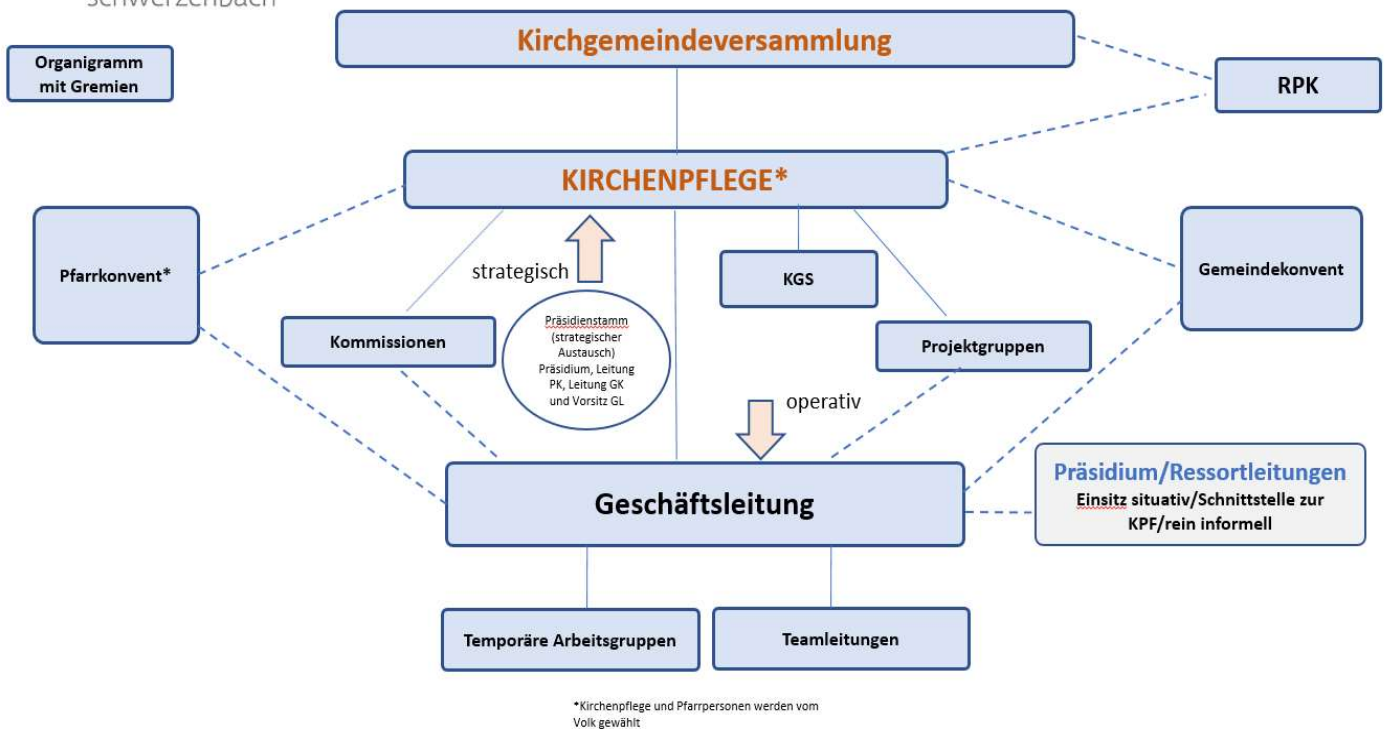 Kirchgemeindeversammlung
Organigramm
mit Gremien
RPK
KIRCHENPFLEGE*
Pfarrkonvent*
strategisch
KGS
Gemeindekonvent
Kommissionen
Präsidienstamm
(strategischer
Austausch)
Präsidium, Leitung
PK, Leitung GK
und Vorsitz GL
Projektgruppen
operativ
Geschäftsleitung
Präsidium/Ressortleitungen
Einsitz situativ/Schnittstelle zur
KPF/rein informell
Temporäre Arbeitsgruppen
Teamleitungen
*Kirchenpflege und Pfarrpersonen werden vom
Volk gewählt